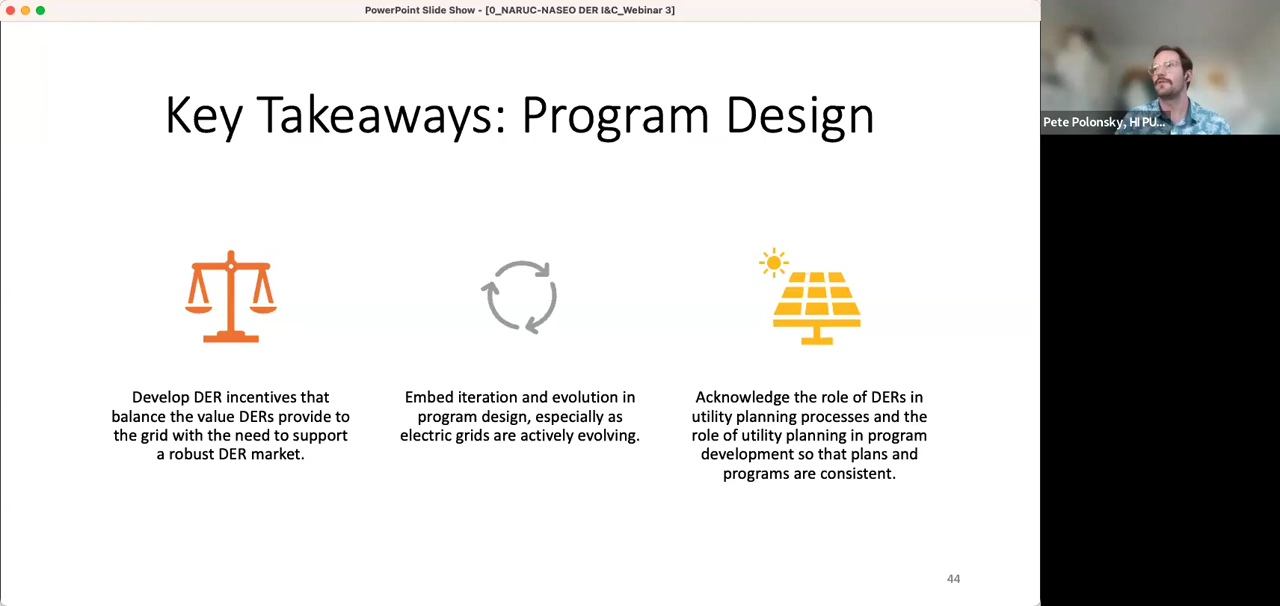 PowerPoint Slide Show - [0_NARUC-NASEO DER I&C_Webinar 3]
Key Takeaways: Program Design
Develop DER incentives that
balance the value DERs provide to
the grid with the need to support
a robust DER market.
Embed iteration and evolution in
program design, especially as
electric grids are actively evolving.
Acknowledge the role of DERs in
utility planning processes and the
role of utility planning in program
development so that plans and
programs are consistent.
44
Pete Polonsky, HI PU...